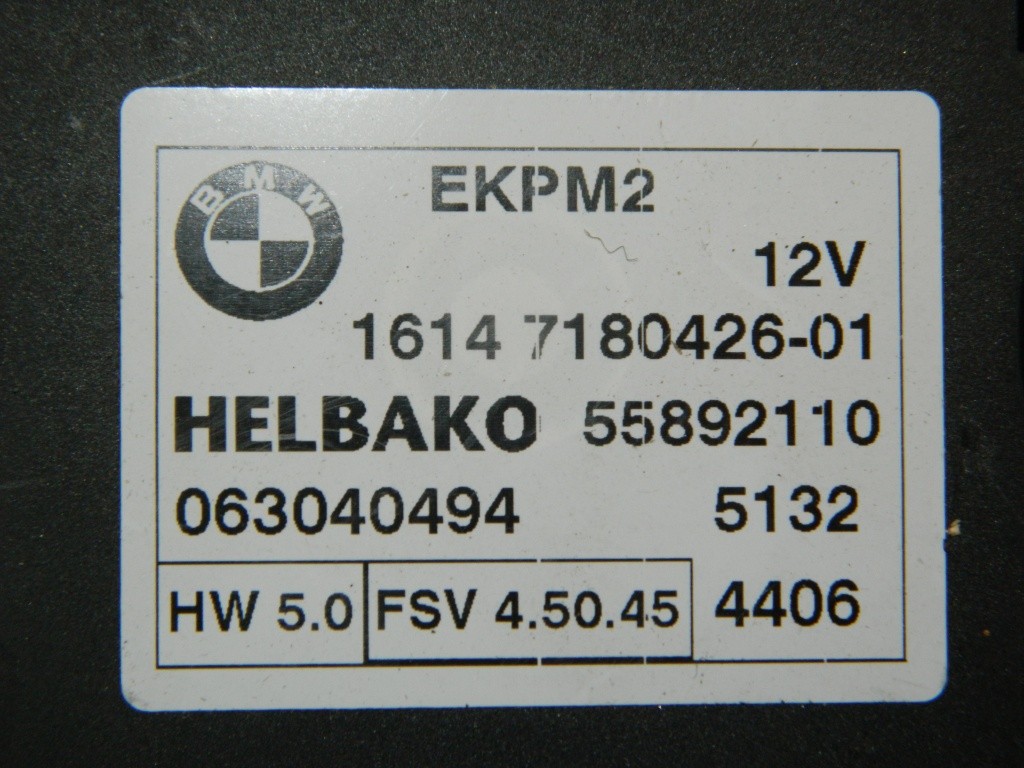 BMW
EKPM2
12V
1614 7180426-01
HELBAKO 55892110
063040494 5132
HW 5.0 FSV 4.50.45 4406